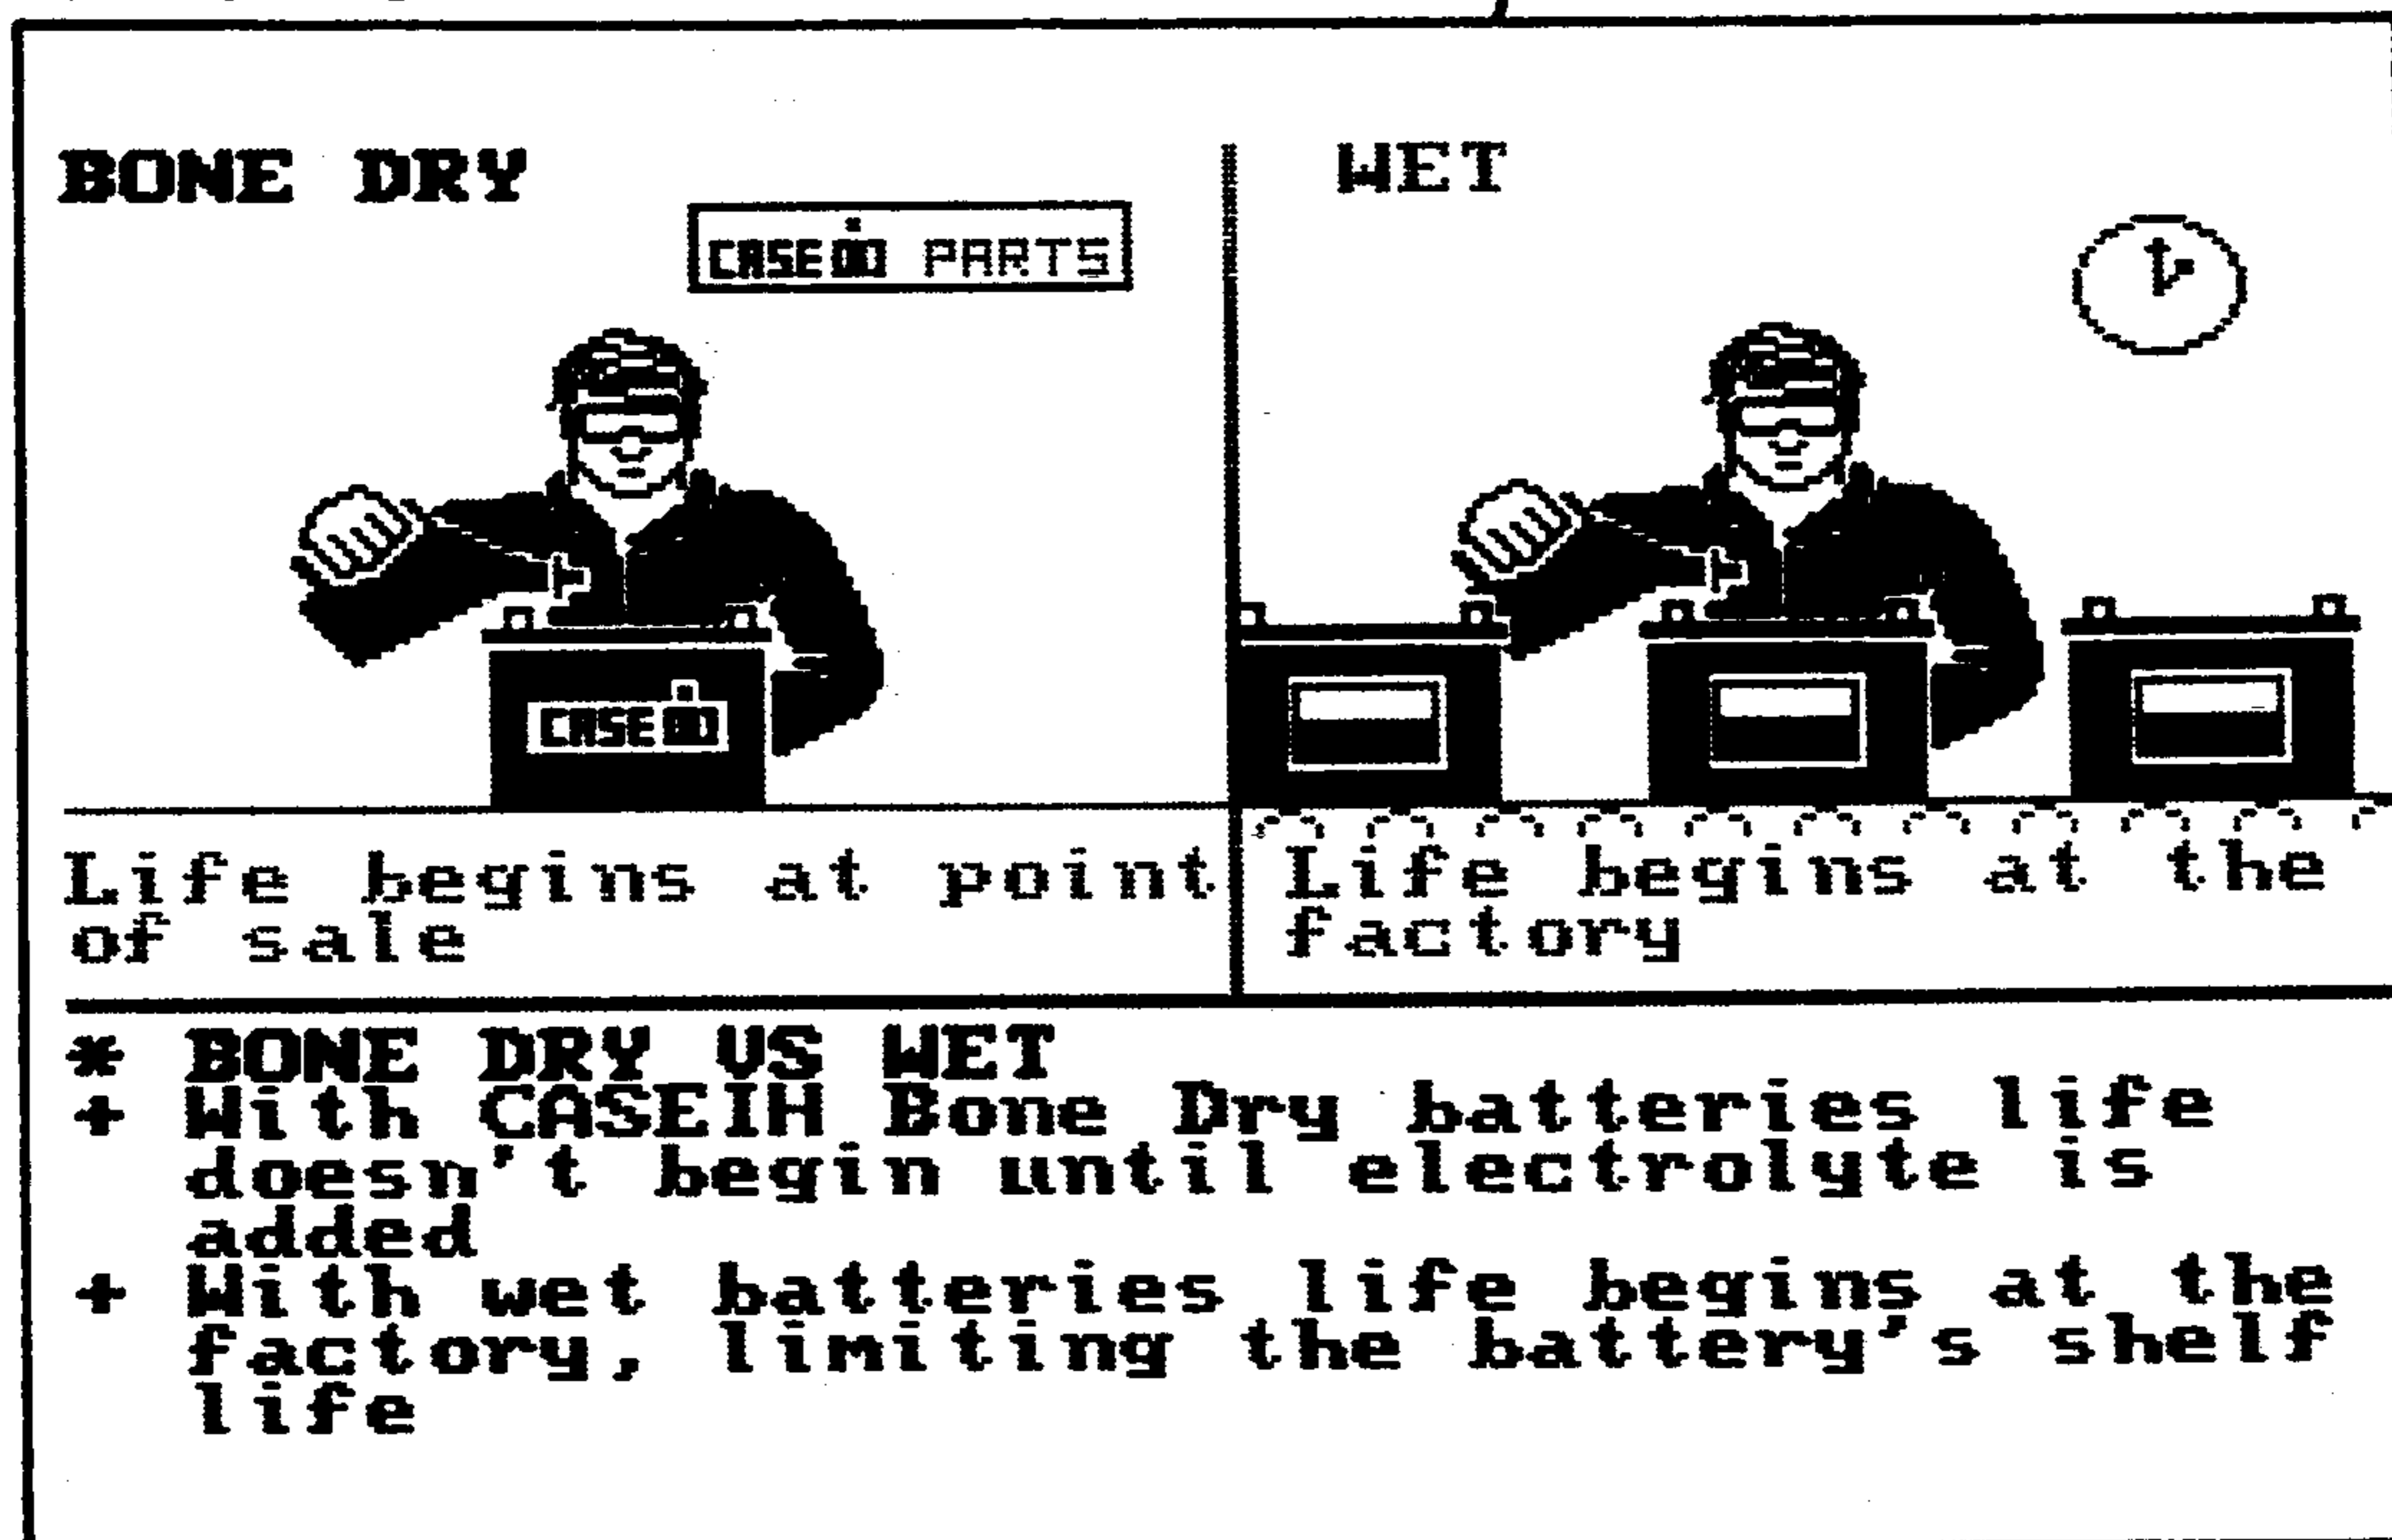 BONE DRY
CASE IH PARTS
CASE IH
Life begins at point
of sale
WET
Life begins at the
factory
* BONE DRY VS WET
+ With CASEIH Bone Dry batteries life
doesn't begin until electrolyte is
added
+ With wet batteries life begins at the
factory, limiting the battery's shelf
life